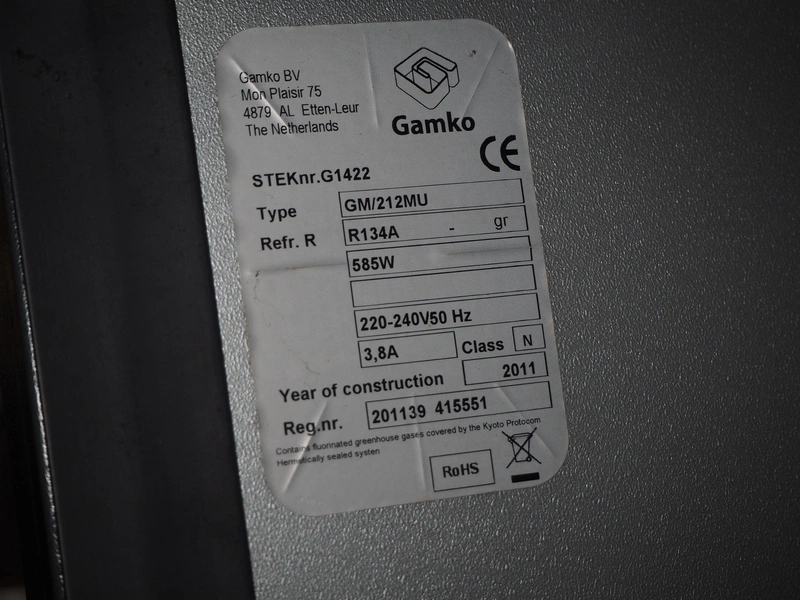 Gamko BV
Mon Plaisir 75
4879 AL Etten-Leur
The Netherlands
Gamko
CE
STEKnr.G1422
Type GM/212MU
Refr. R R134A - gr
585W
220-240V50 Hz
3,8A Class N
Year of construction 2011
Reg.nr. 201139 415551
Contains fluorinated greenhouse gases covered by the Kyoto Protocom
Hermetically sealed systen
RoHS